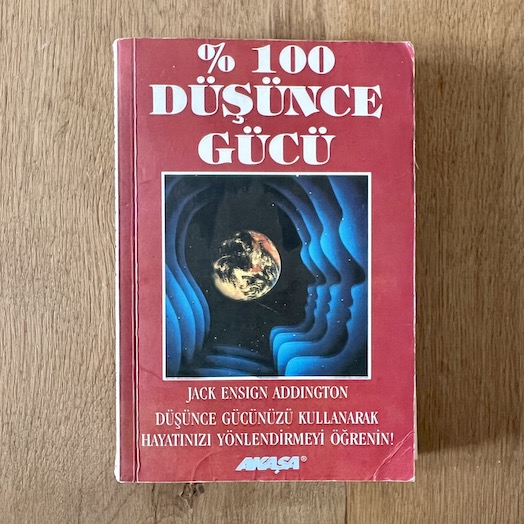 % 100
DÜŞÜNCE
GÜCÜ
JACK ENSIGN ADDINGTON
DÜŞÜNCE GÜCÜNÜZÜ KULLANARAK
HAYATINIZI YÖNLENDİRMEYİ ÖĞRENİN!
AKAŞA®